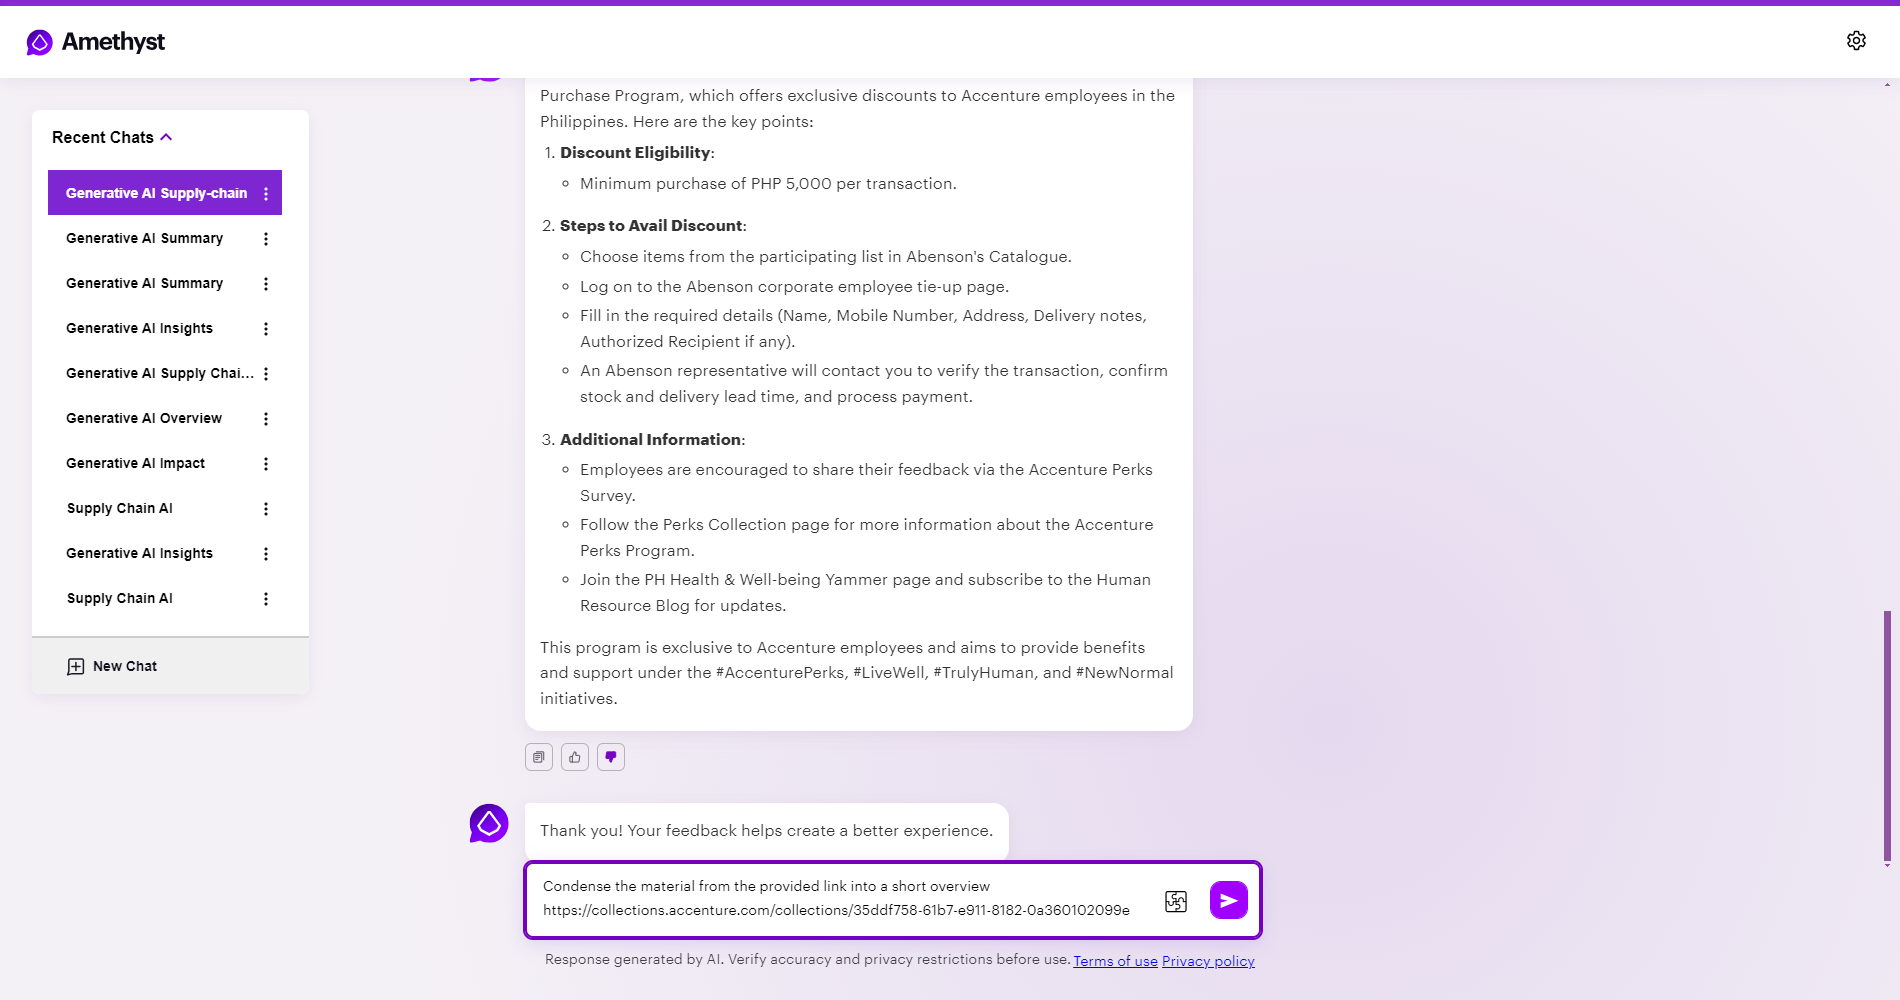 Amethyst
Recent Chats
Generative AI Supply-chain
Generative AI Summary
Generative AI Summary
Generative AI Insights
Generative AI Supply Chai...
Generative AI Overview
Generative AI Impact
Supply Chain AI
Generative AI Insights
Supply Chain AI
New Chat
Purchase Program, which offers exclusive discounts to Accenture employees in the
Philippines. Here are the key points:
1. Discount Eligibility:
Minimum purchase of PHP 5,000 per transaction.
2. Steps to Avail Discount:
Choose items from the participating list in Abenson's Catalogue.
Log on to the Abenson corporate employee tie-up page.
Fill in the required details (Name, Mobile Number, Address, Delivery notes,
Authorized Recipient if any).
An Abenson representative will contact you to verify the transaction, confirm
stock and delivery lead time, and process payment.
3. Additional Information:
Employees are encouraged to share their feedback via the Accenture Perks
Survey.
Follow the Perks Collection page for more information about the Accenture
Perks Program.
Join the PH Health & Well-being Yammer page and subscribe to the Human
Resource Blog for updates.
This program is exclusive to Accenture employees and aims to provide benefits
and support under the #AccenturePerks, #LiveWell, #TrulyHuman, and #NewNormal
initiatives.
Thank you! Your feedback helps create a better experience.
Condense the material from the provided link into a short overview
https://collections.accenture.com/collections/35ddf758-61b7-e911-8182-0a360102099e
Response generated by AI. Verify accuracy and privacy restrictions before use. Terms of use Privacy policy